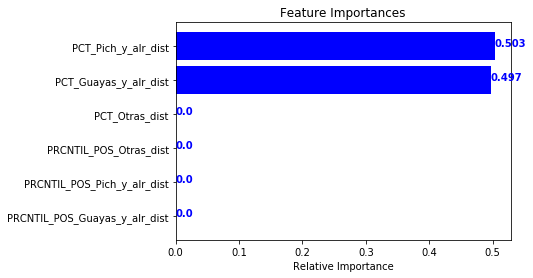 Feature Importances
PCT_Pich_y_alr_dist 0.503
PCT_Guayas_y_alr_dist 0.497
PCT_Otras_dist 0.0
PRCNTIL_POS_Otras_dist 0.0
PRCNTIL_POS_Pich_y_alr_dist 0.0
PRCNTIL_POS_Guayas_y_alr_dist 0.0
0.0 0.1 0.2 0.3 0.4 0.5
Relative Importance